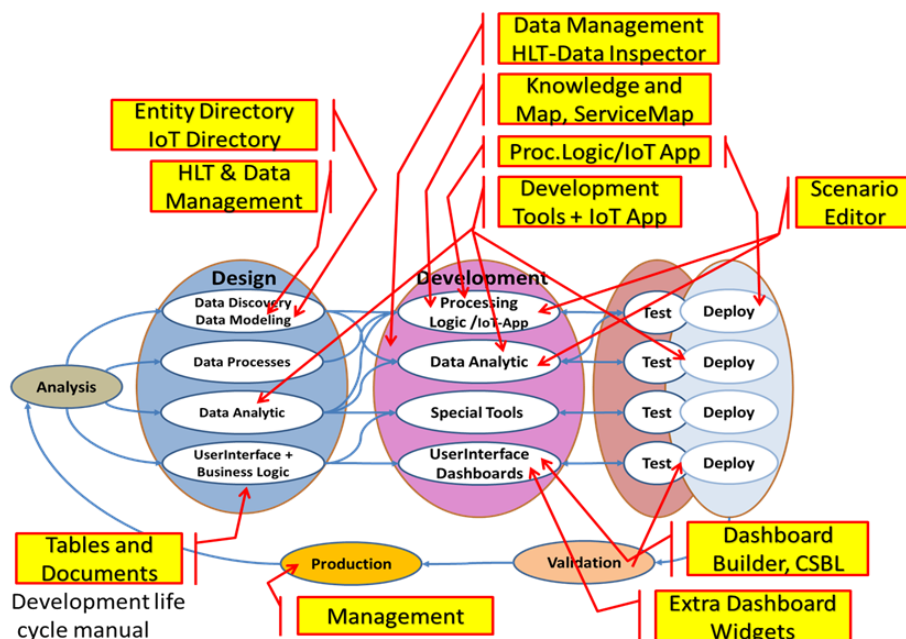 Data Management
HLT-Data Inspector
Knowledge and
Map, ServiceMap
Entity Directory
IoT Directory
Proc.Logic/IoT App
HLT & Data
Management
Development
Tools + IoT App
Scenario
Editor
Design
Development
Data Discovery
Data Modeling
Processing
Logic /IoT-App
Test
Deploy
Data Processes
Data Analytic
Test
Deploy
Analysis
Data Analytic
Special Tools
Test
Deploy
UserInterface +
Business Logic
UserInterface
Dashboards
Test
Deploy
Tables and
Documents
Development life
cycle manual
Production
Validation
Dashboard
Builder, CSBL
Management
Extra Dashboard
Widgets